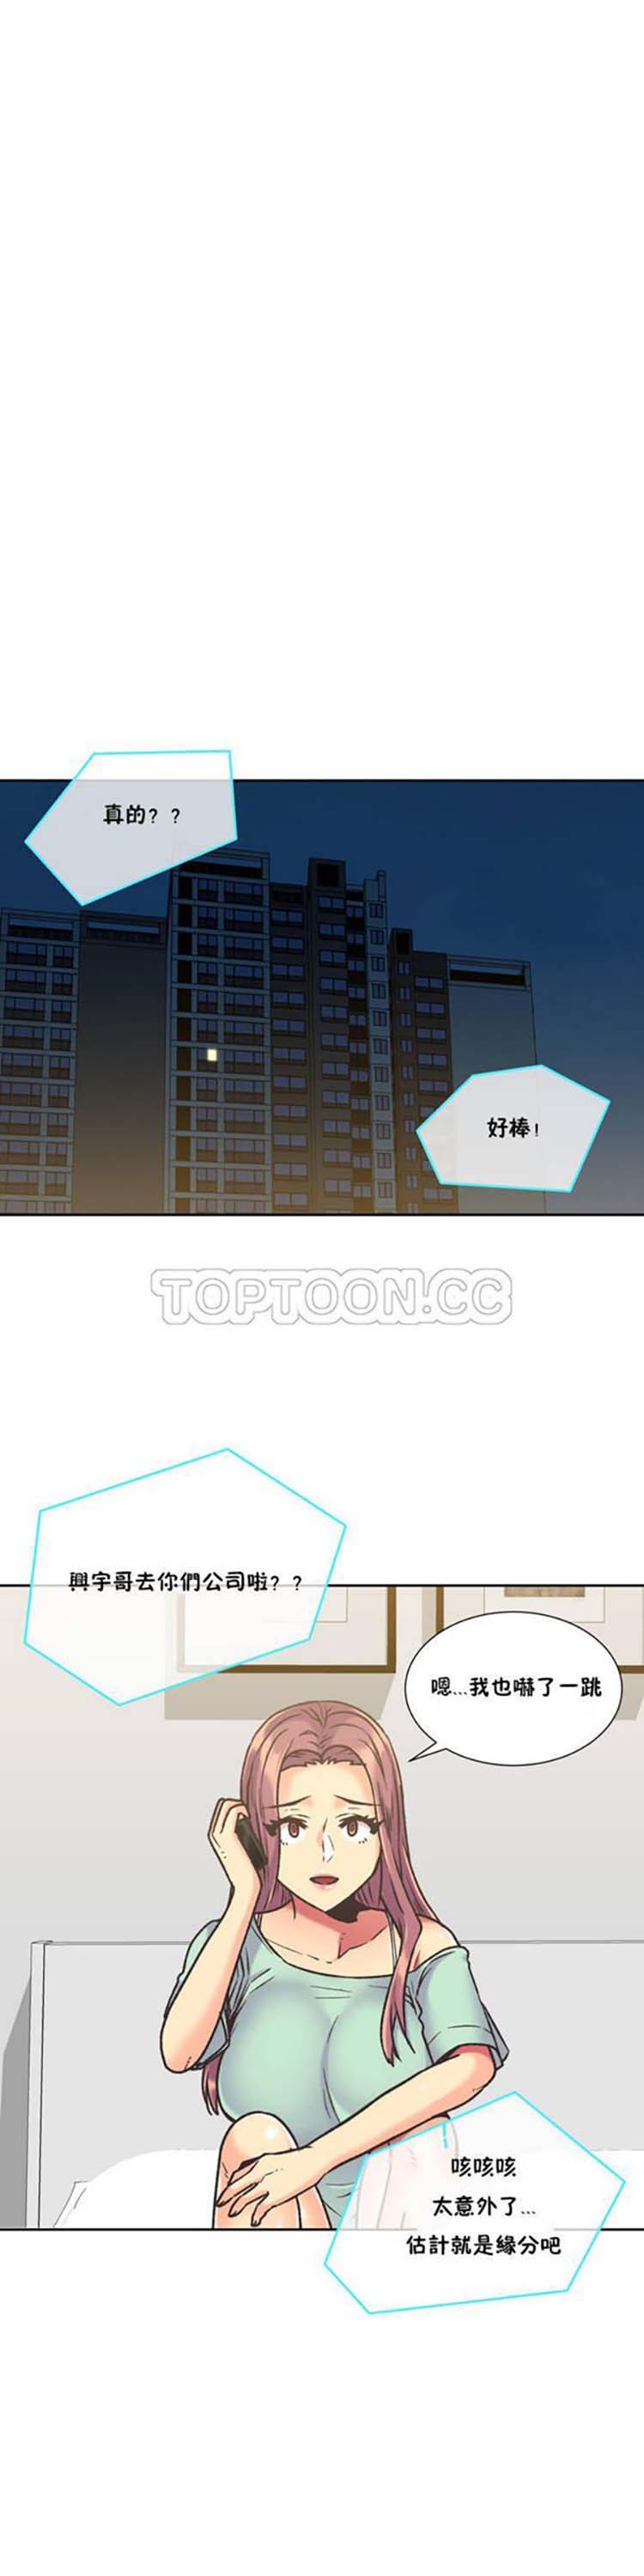 真的？？
好棒！
TOPTOON.CC
興宇哥去你們公司啦？？
嗯...我也嚇了一跳
咳咳咳
太意外了...
估計就是緣分吧